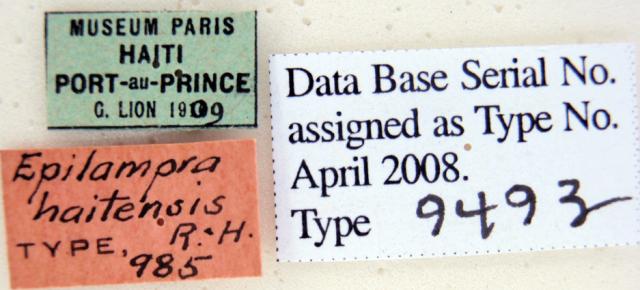 MUSEUM PARIS
HAITI
PORT-au-PRINCE
G. LION 1909
Epilampra
haitensis
TYPE, R.&H.
985
Data Base Serial No.
assigned as Type No.
April 2008.
Type 9493